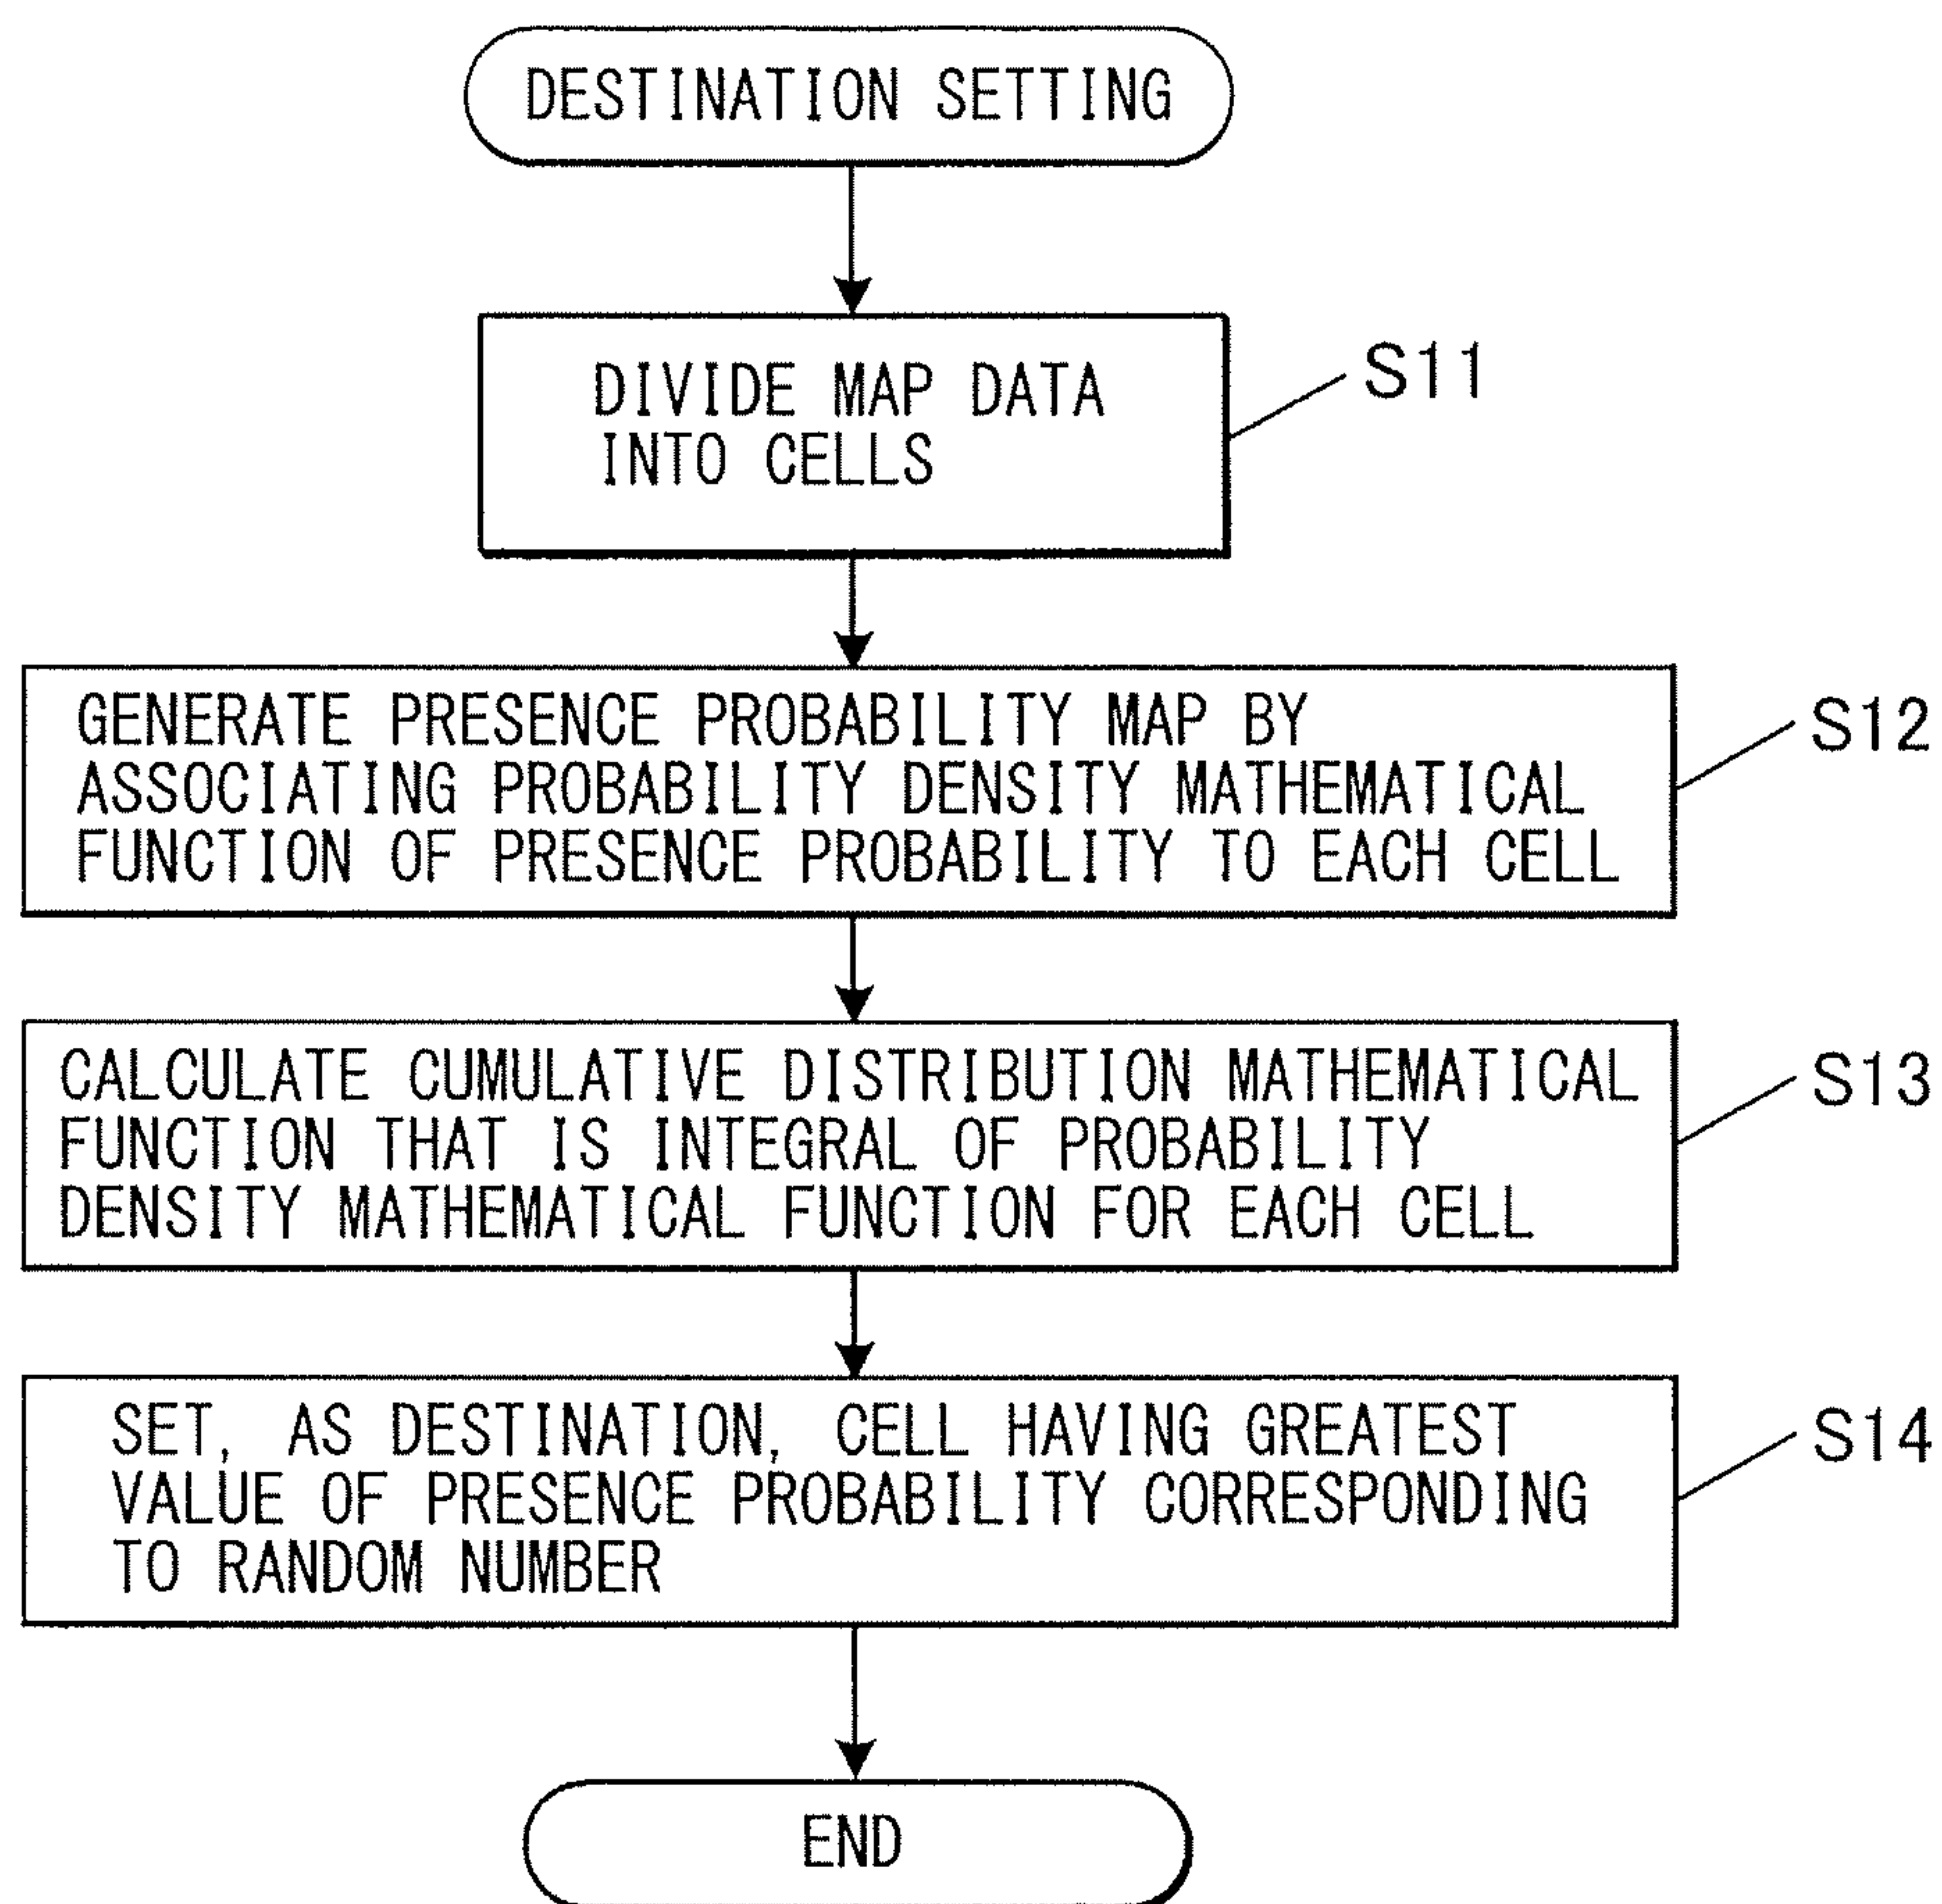 DESTINATION SETTING
DIVIDE MAP DATA
INTO CELLS
S11
GENERATE PRESENCE PROBABILITY MAP BY
ASSOCIATING PROBABILITY DENSITY MATHEMATICAL
FUNCTION OF PRESENCE PROBABILITY TO EACH CELL
S12
CALCULATE CUMULATIVE DISTRIBUTION MATHEMATICAL
FUNCTION THAT IS INTEGRAL OF PROBABILITY
DENSITY MATHEMATICAL FUNCTION FOR EACH CELL
S13
SET, AS DESTINATION, CELL HAVING GREATEST
VALUE OF PRESENCE PROBABILITY CORRESPONDING
TO RANDOM NUMBER
S14
END